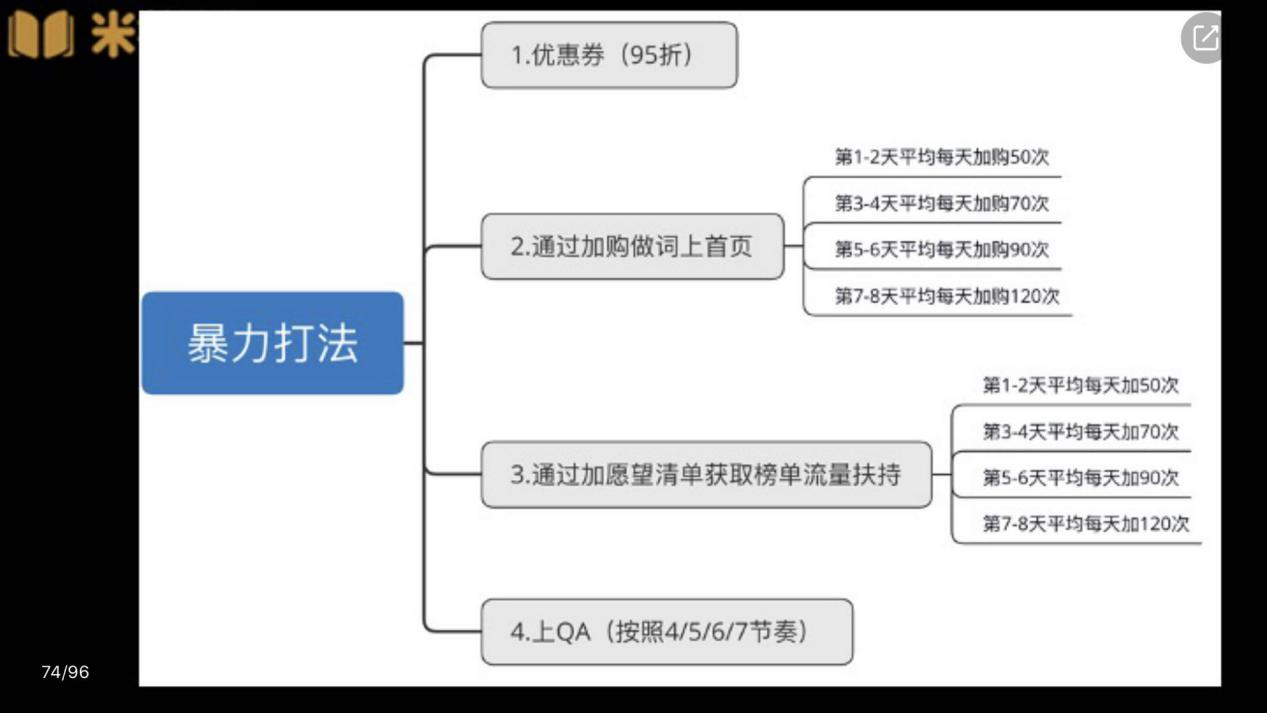 米
1.优惠券（95折）
第1-2天平均每天加购50次
第3-4天平均每天加购70次
2.通过加购做词上首页
第5-6天平均每天加购90次
第7-8天平均每天加购120次
暴力打法
第1-2天平均每天加50次
第3-4天平均每天加70次
3.通过加愿望清单获取榜单流量扶持
第5-6天平均每天加90次
第7-8天平均每天加120次
4.上QA（按照4/5/6/7节奏）
74/96